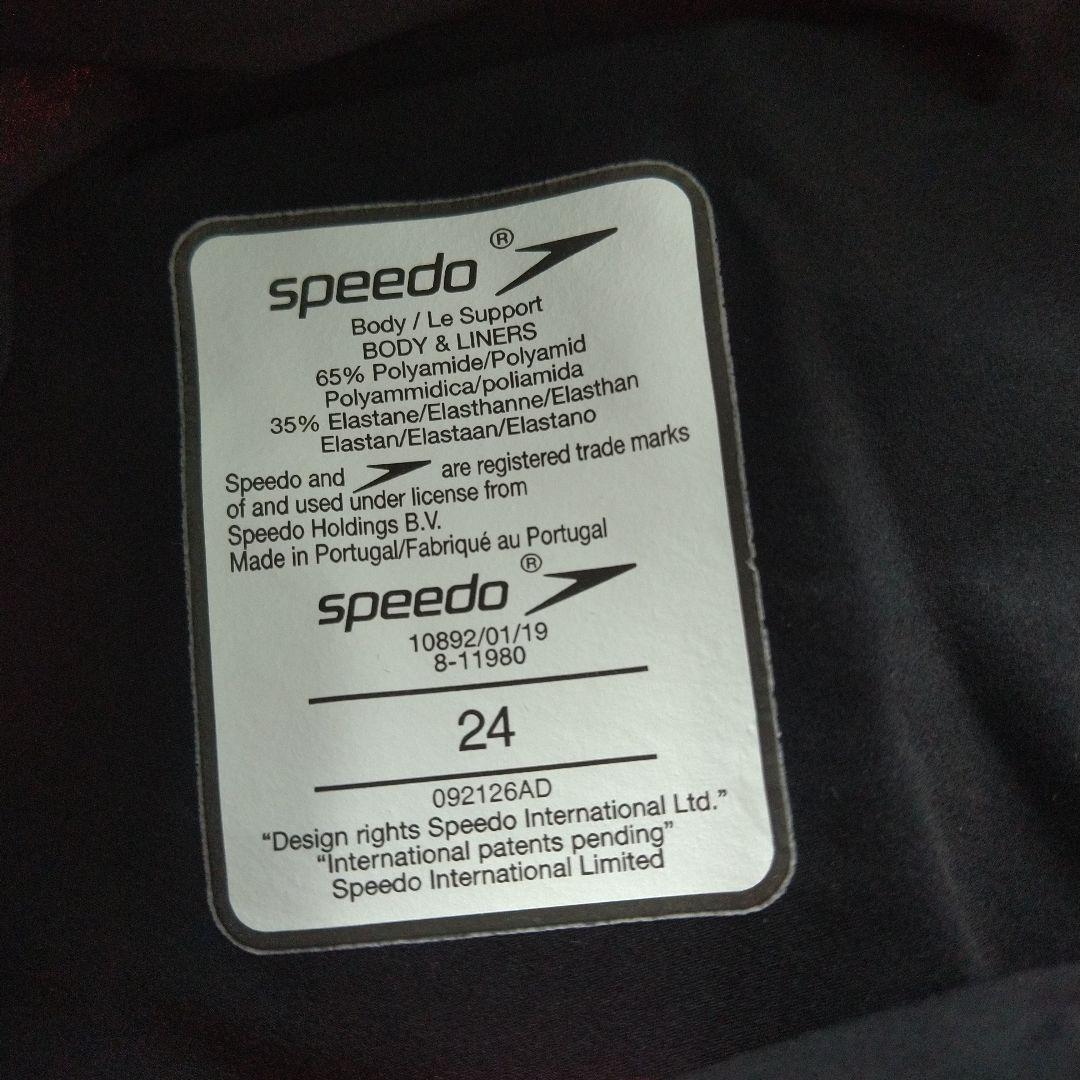 speedo ®
Body / Le Support
BODY & LINERS
65% Polyamide/Polyamid
Polyammidica/poliamida
35% Elastane/Elasthanne/Elasthan
Elastan/Elastaan/Elastano
Speedo and are registered trade marks
of and used under license from
Speedo Holdings B.V.
Made in Portugal/Fabriqué au Portugal
speedo ®
10892/01/19
8-11980
24
092126AD
“Design rights Speedo International Ltd.”
“International patents pending”
Speedo International Limited